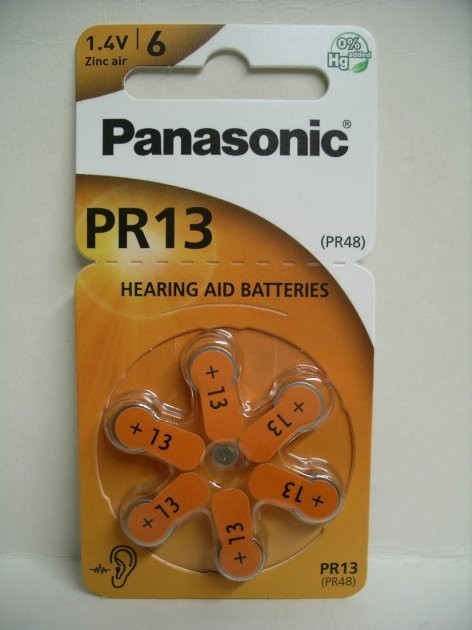 1.4V | 6
Zinc air
0%
Hg added
Panasonic®
PR13
(PR48)
HEARING AID BATTERIES
+ 13
+ 13
+ 13
+ 13
+ 13
+ 13
PR13
(PR48)